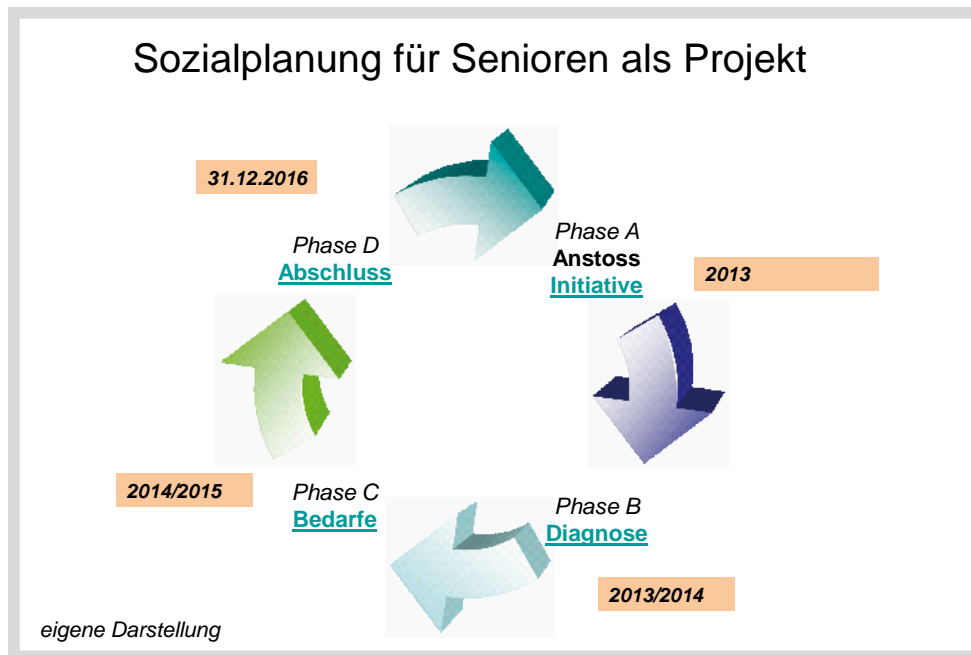 Sozialplanung für Senioren als Projekt
31.12.2016
Phase D
Abschluss
Phase A
Anstoss
Initiative
2013
2014/2015
Phase C
Bedarfe
Phase B
Diagnose
2013/2014
eigene Darstellung